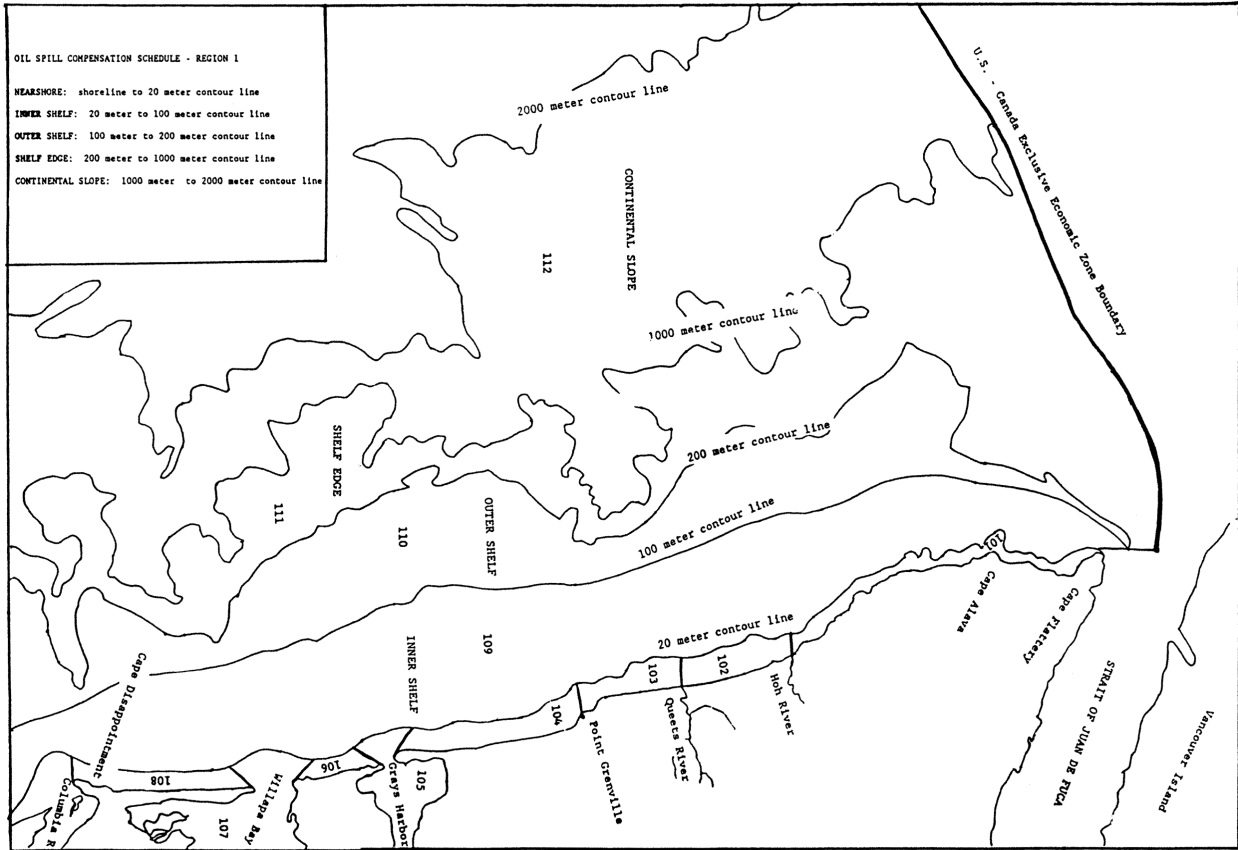 OIL SPILL COMPENSATION SCHEDULE - REGION 1
NEARSHORE: shoreline to 20 meter contour line
INNER SHELF: 20 meter to 100 meter contour line
OUTER SHELF: 100 meter to 200 meter contour line
SHELF EDGE: 200 meter to 1000 meter contour line
CONTINENTAL SLOPE: 1000 meter to 2000 meter contour line
2000 meter contour line
U.S. - Canada Exclusive Economic Zone Boundary
CONTINENTAL SLOPE
112
1000 meter contour line
200 meter contour line
SHELF EDGE
111
OUTER SHELF
110
100 meter contour line
101
Cape Alava
Cape Flattery
STRAIT OF JUAN DE FUCA
Vancouver Island
20 meter contour line
109
INNER SHELF
102
Hoh River
103
Queets River
104
Point Grenville
105
Grays Harbor
106
Willapa Bay
107
108
Cape Disappointment
Columbia R